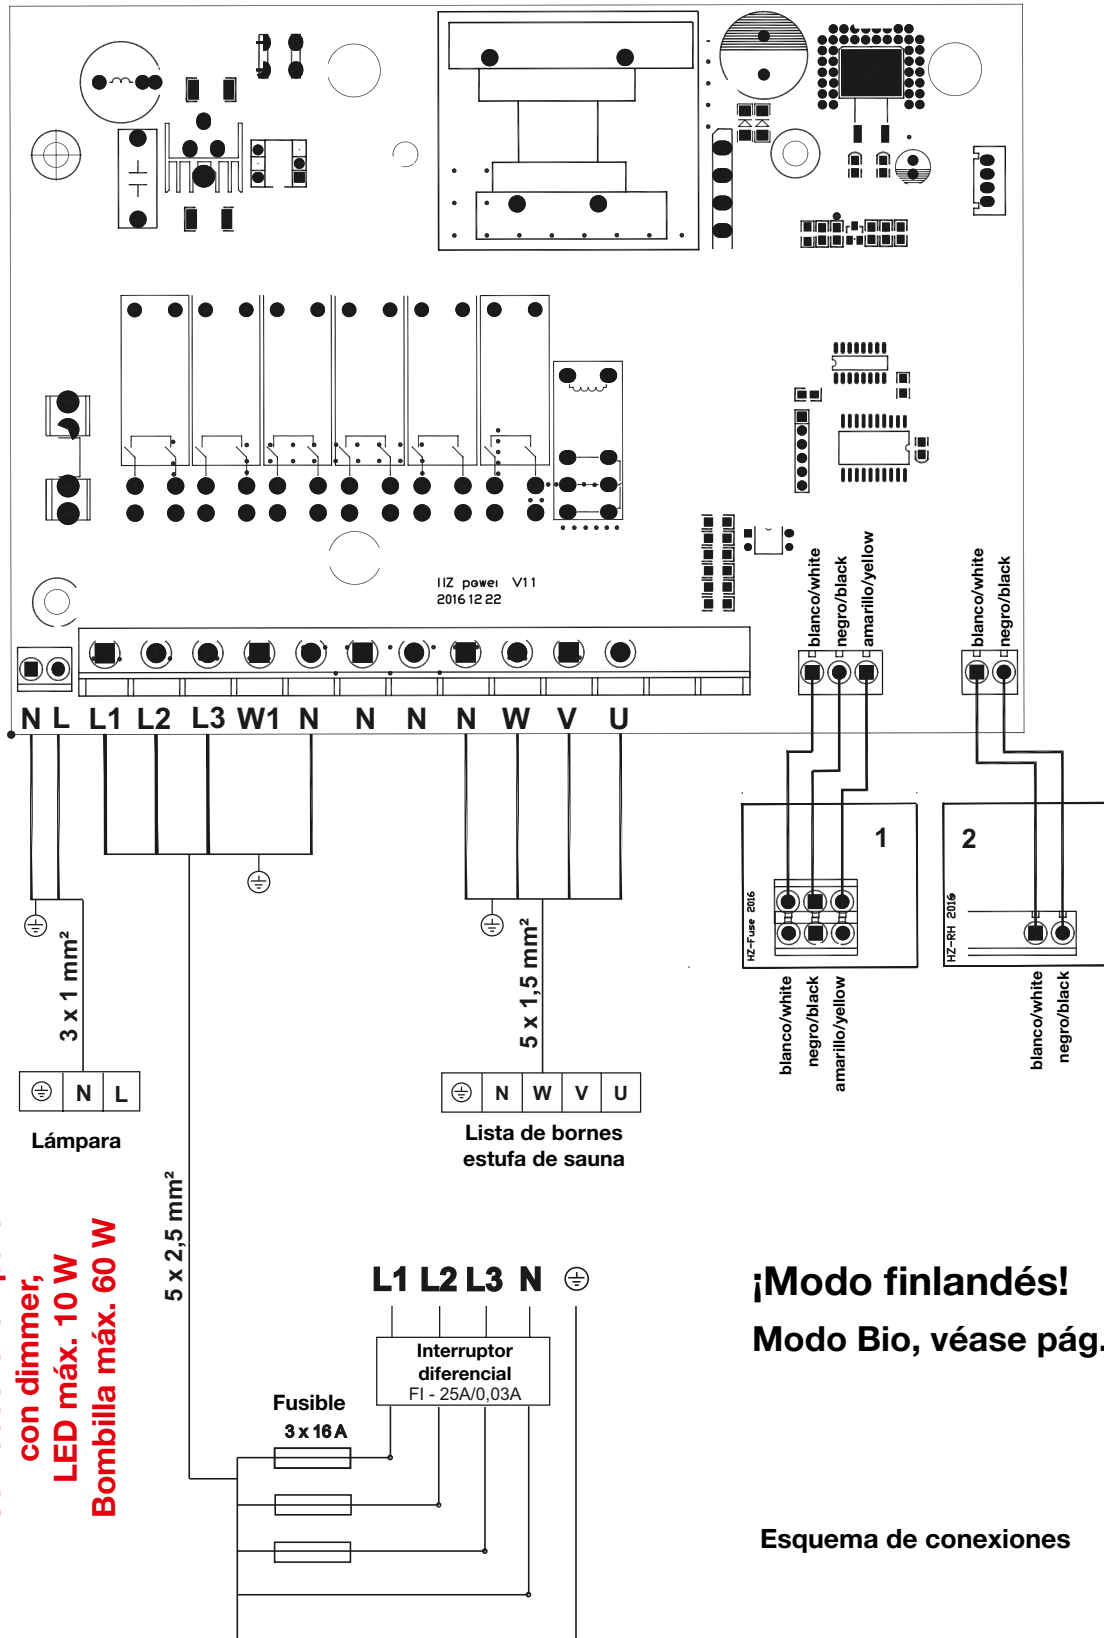 HZ power V1.1
2016 12 22
blanco/white
negro/black
amarillo/yellow
blanco/white
negro/black
N L L1 L2 L3 W1 N N N N W V U
1
2
HZ-Fuse 2016
HZ-RH 2016
blanco/white
negro/black
amarillo/yellow
blanco/white
negro/black
3 x 1 mm²
5 x 1,5 mm²
N L
Lámpara
N W V U
Lista de bornes
estufa de sauna
5 x 2,5 mm²
con dimmer,
LED máx. 10 W
Bombilla máx. 60 W
L1 L2 L3 N
Interruptor
diferencial
FI - 25A/0,03A
Fusible
3 x 16 A
¡Modo finlandés!
Modo Bio, véase pág.
Esquema de conexiones